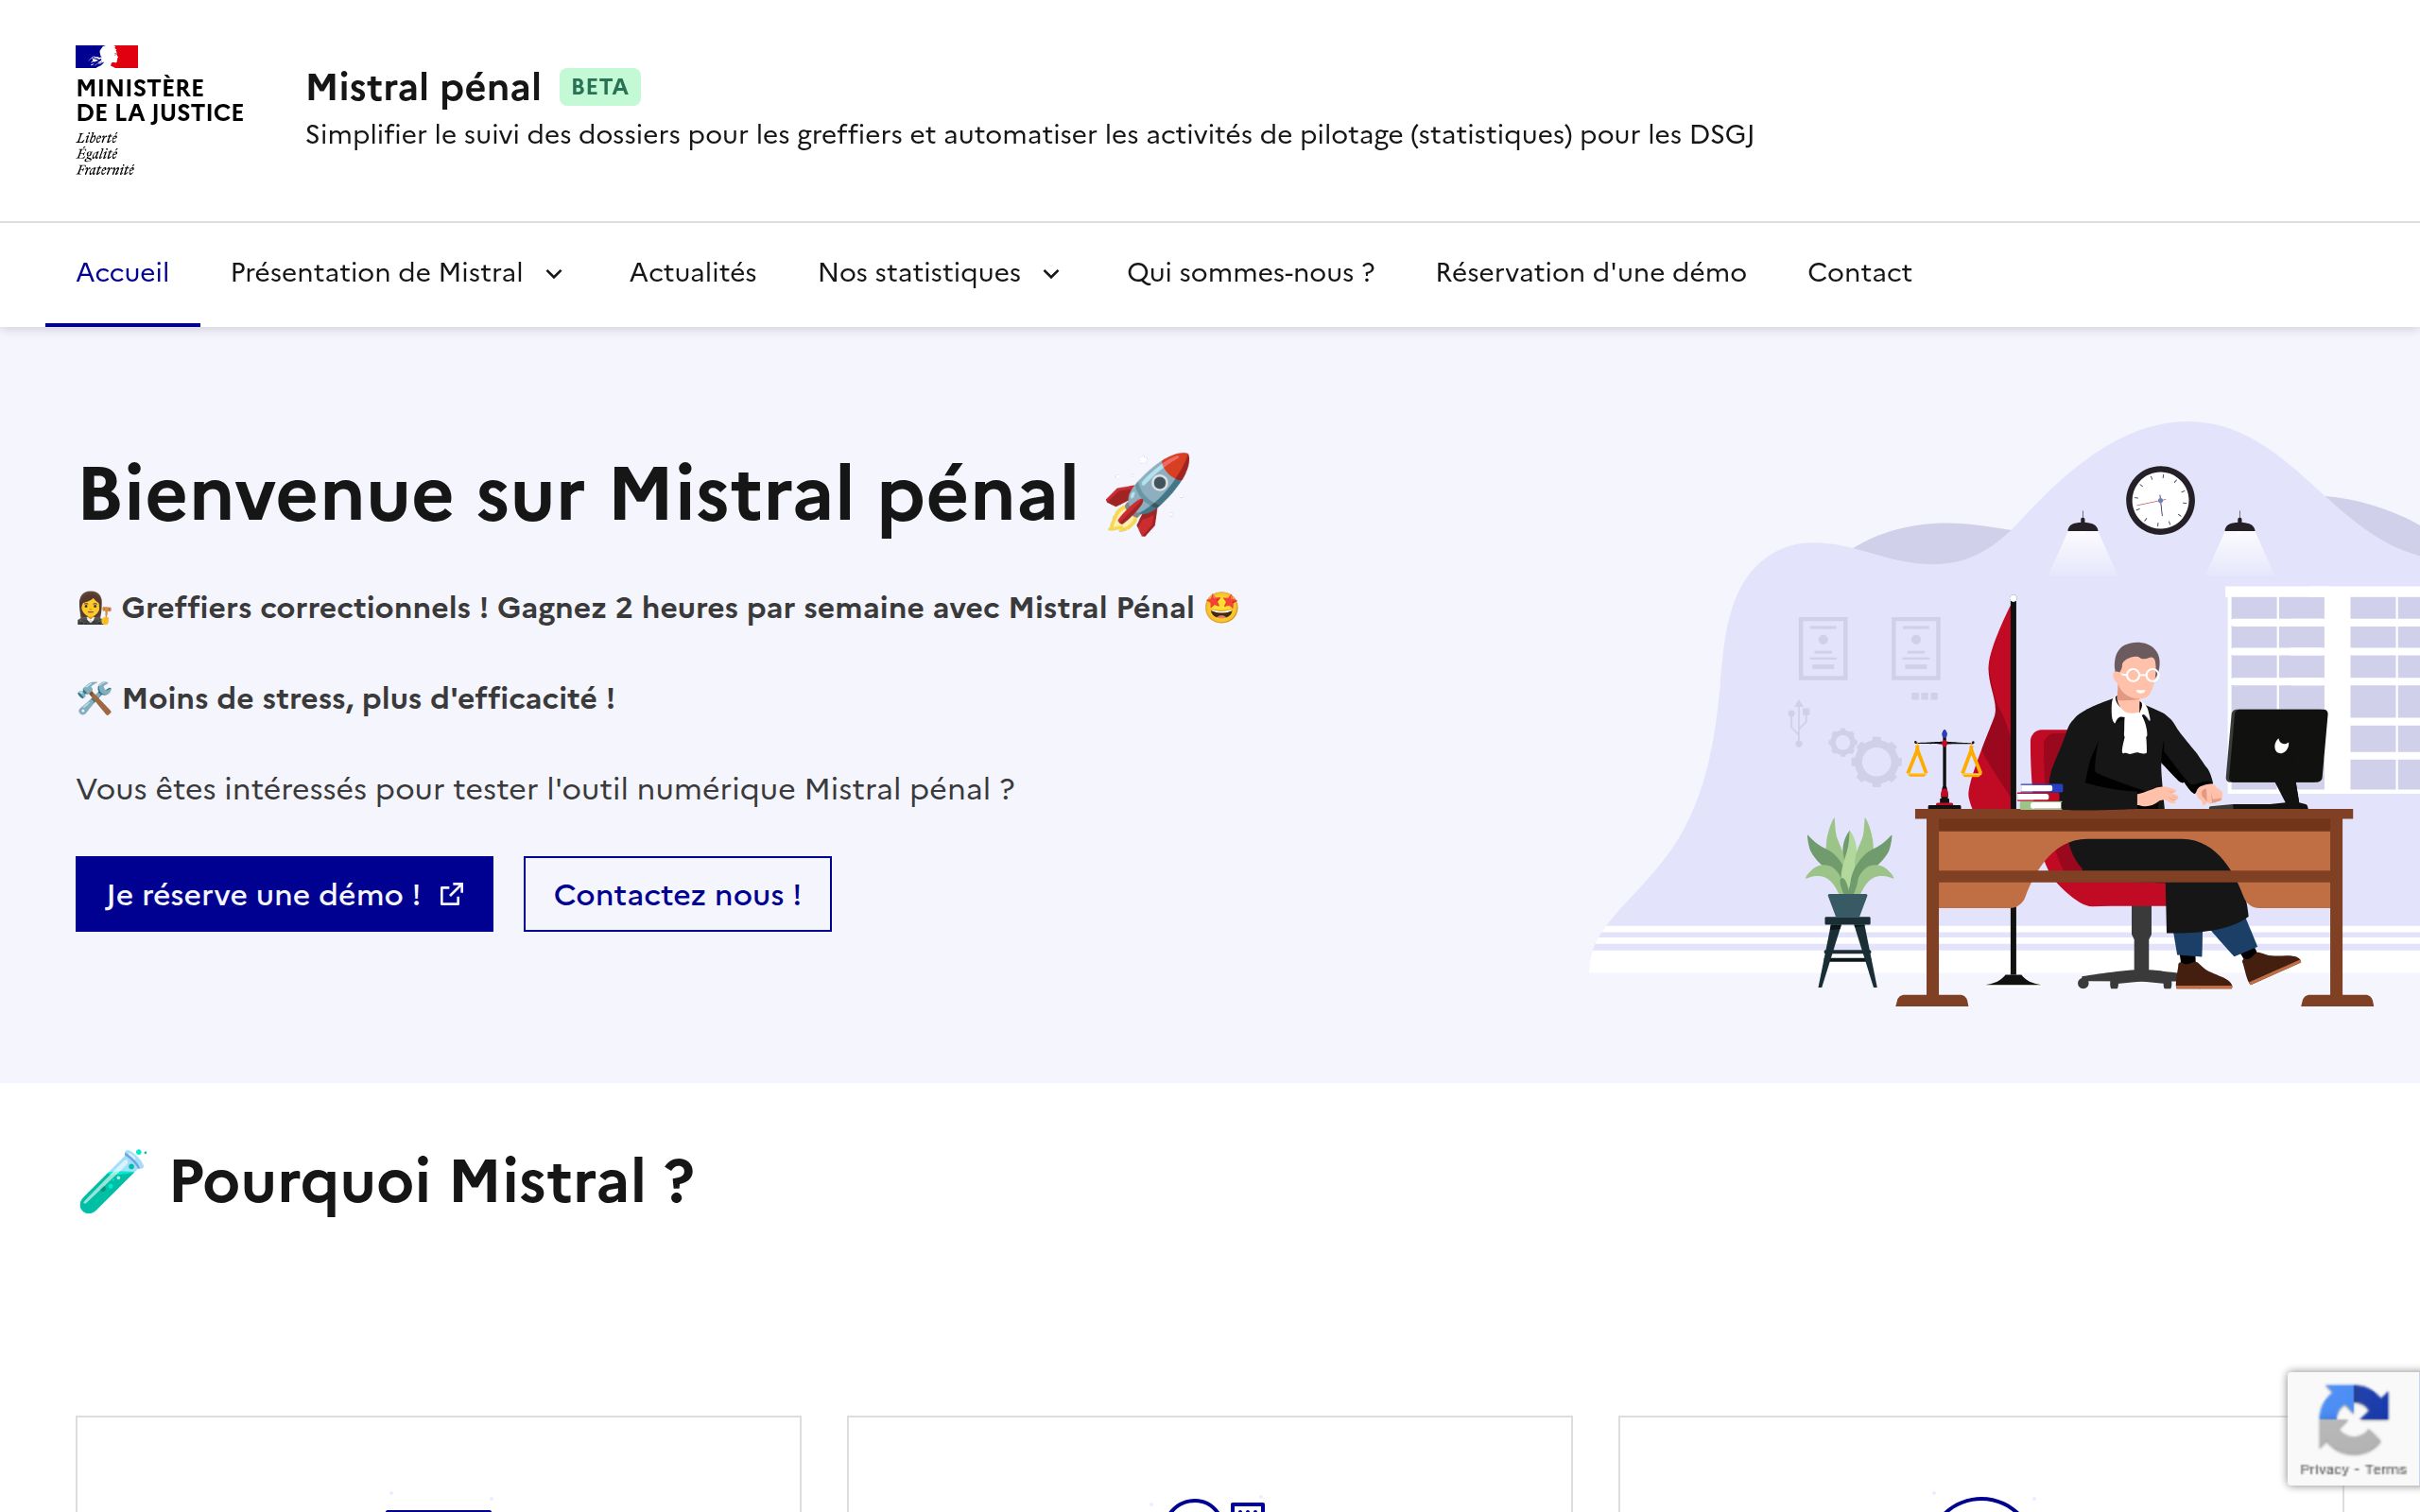 MINISTÈRE
DE LA JUSTICE
Liberté
Égalité
Fraternité
Mistral pénal BETA
Simplifier le suivi des dossiers pour les greffiers et automatiser les activités de pilotage (statistiques) pour les DSGJ
Accueil Présentation de Mistral Actualités Nos statistiques Qui sommes-nous ? Réservation d'une démo Contact
Bienvenue sur Mistral pénal 🚀
👩‍⚖️ Greffiers correctionnels ! Gagnez 2 heures par semaine avec Mistral Pénal 🤩
🛠️ Moins de stress, plus d'efficacité !
Vous êtes intéressés pour tester l'outil numérique Mistral pénal ?
Je réserve une démo ! Contactez nous !
🧪 Pourquoi Mistral ?
Privacy - Terms